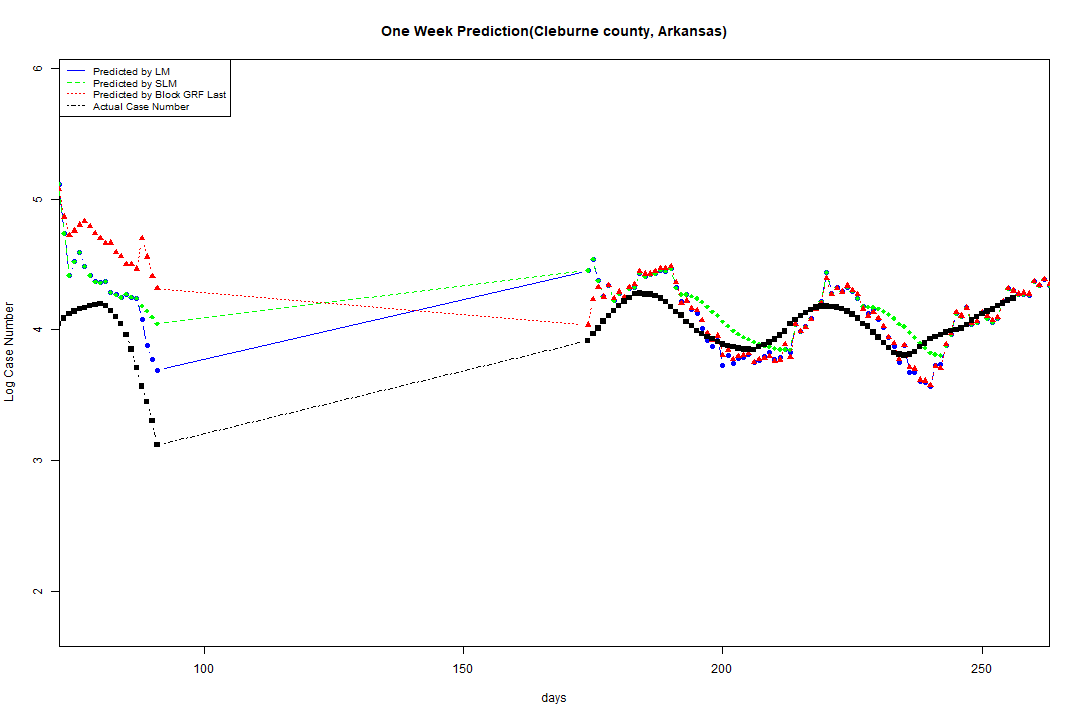 One Week Prediction(Cleburne county, Arkansas)
Predicted by LM
Predicted by SLM
Predicted by Block GRF Last
Actual Case Number
Log Case Number
6
5
4
3
2
100 150 200 250
days